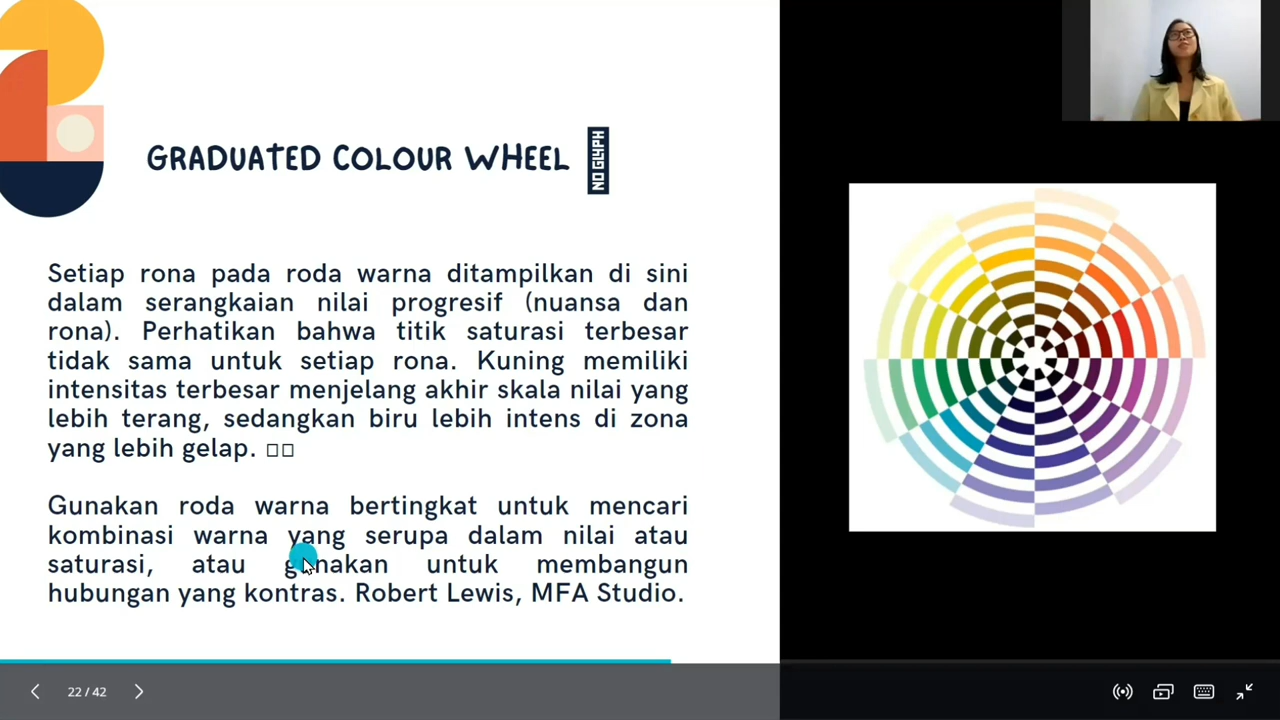 GRADUATED COLOUR WHEEL
NO GLYPH
Setiap rona pada roda warna ditampilkan di sini
dalam serangkaian nilai progresif (nuansa dan
rona). Perhatikan bahwa titik saturasi terbesar
tidak sama untuk setiap rona. Kuning memiliki
intensitas terbesar menjelang akhir skala nilai yang
lebih terang, sedangkan biru lebih intens di zona
yang lebih gelap. □□
Gunakan roda warna bertingkat untuk mencari
kombinasi warna yang serupa dalam nilai atau
saturasi, atau gunakan untuk membangun
hubungan yang kontras. Robert Lewis, MFA Studio.
22 / 42